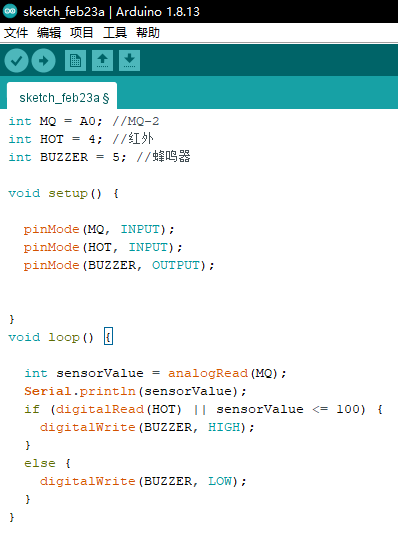 sketch_feb23a | Arduino 1.8.13
文件 编辑 项目 工具 帮助
sketch_feb23a §
int MQ = A0; //MQ-2
int HOT = 4; //红外
int BUZZER = 5; //蜂鸣器
void setup() {
pinMode(MQ, INPUT);
pinMode(HOT, INPUT);
pinMode(BUZZER, OUTPUT);
}
void loop() {
int sensorValue = analogRead(MQ);
Serial.println(sensorValue);
if (digitalRead(HOT) || sensorValue <= 100) {
digitalWrite(BUZZER, HIGH);
}
else {
digitalWrite(BUZZER, LOW);
}
}